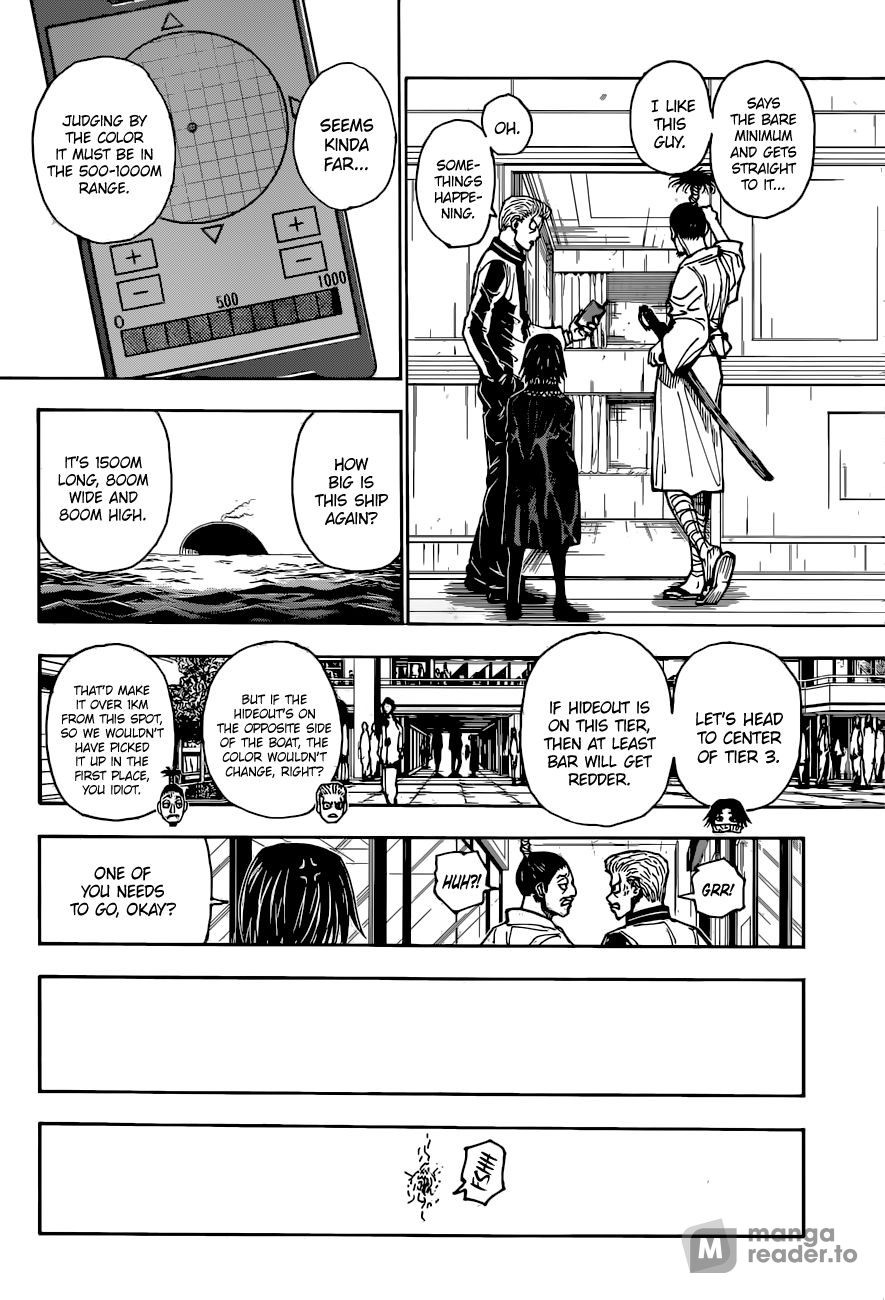 SAYS
THE BARE
MINIMUM
AND GETS
STRAIGHT
TO IT...
I LIKE
THIS
GUY.
OH.
SOME-
THINGS
HAPPE-
NING.
SEEMS
KINDA
FAR...
JUDGING BY
THE COLOR
IT MUST BE IN
THE 500-1000M
RANGE.
+
+
−
−
0
500
1000
HOW
BIG IS
THIS SHIP
AGAIN?
IT'S 1500M
LONG, 800M
WIDE AND
800M HIGH.
LET'S HEAD
TO CENTER
OF TIER 3.
IF HIDEOUT IS
ON THIS TIER,
THEN AT LEAST
BAR WILL GET
REDDER.
BUT IF THE
HIDEOUT'S ON
THE OPPOSITE SIDE
OF THE BOAT, THE
COLOR WOULDN'T
CHANGE, RIGHT?
THAT'D MAKE
IT OVER 1KM
FROM THIS SPOT,
SO WE WOULDN'T
HAVE PICKED
IT UP IN THE
FIRST PLACE,
YOU IDIOT.
GRR!
HUH?!
ONE OF
YOU NEEDS
TO GO, OKAY?
FSHH
M manga
reader.to